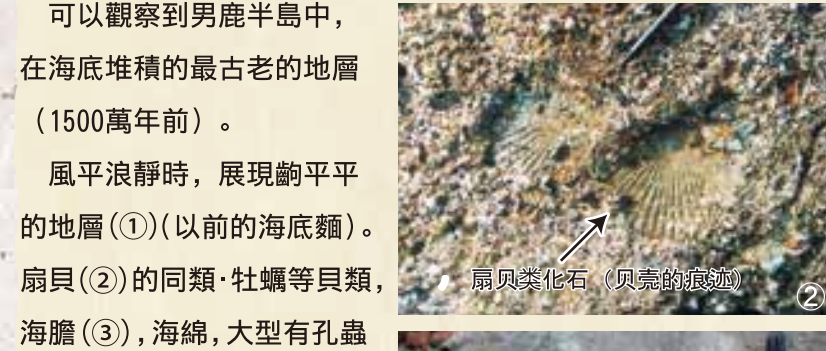 可以觀察到男鹿半島中，
在海底堆積的最古老的地層
（1500萬年前）。
風平浪靜時，展現齣平平
的地層(①)(以前的海底麵)。
扇貝(②)的同類·牡蠣等貝類，
海膽(③)，海綿，大型有孔蟲
扇贝类化石（贝壳的痕迹）
②